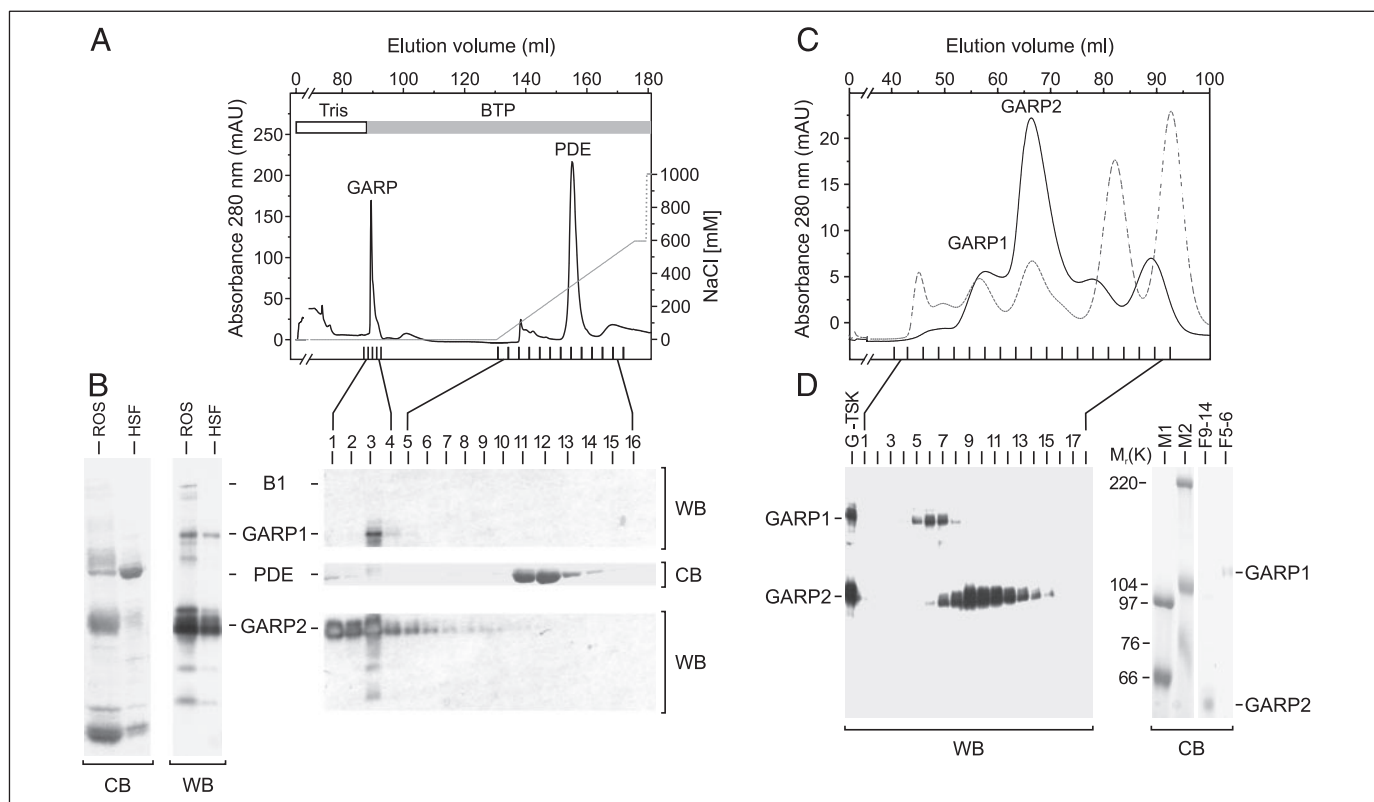 A
Elution volume (ml)
0 80 100 120 140 160 180
Tris
BTP
Absorbance 280 nm (mAU)
250
200
150
100
50
0
GARP
PDE
1000
800
600
400
200
0
NaCl [mM]
B
ROS
HSF
ROS
HSF
1 2 3 4 5 6 7 8 9 10 11 12 13 14 15 16
B1
GARP1
PDE
GARP2
WB
CB
WB
CB
WB
C
Elution volume (ml)
0 40 50 60 70 80 90 100
Absorbance 280 nm (mAU)
20
15
10
5
0
GARP2
GARP1
D
G -TSK
1 3 5 7 9 11 13 15 17
GARP1
GARP2
WB
M1
M2
F9-14
F5-6
Mr(K)
220
104
97
76
66
GARP1
GARP2
CB